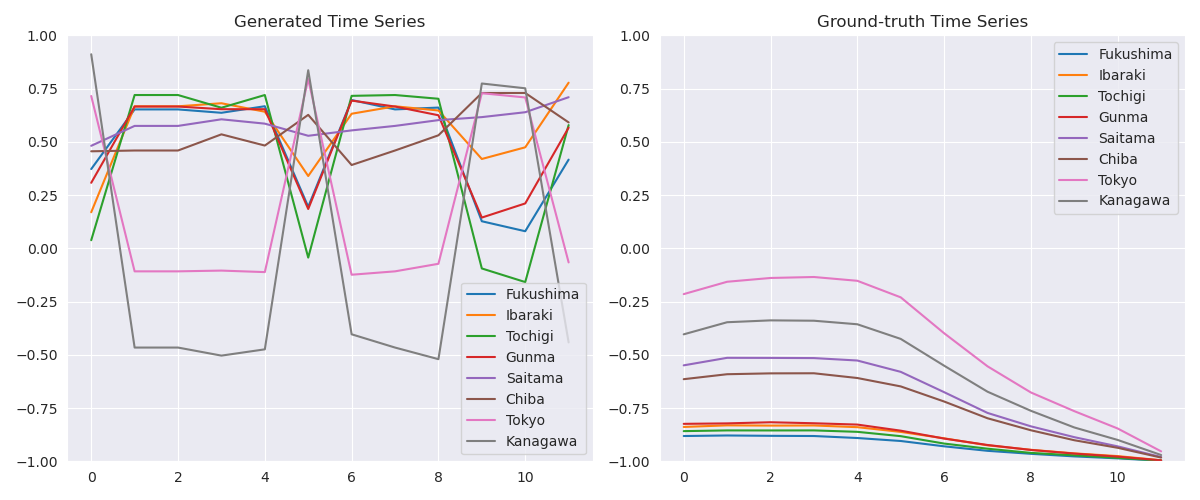 Generated Time Series
1.00
0.75
0.50
0.25
0.00
−0.25
−0.50
−0.75
−1.00
0 2 4 6 8 10
Fukushima
Ibaraki
Tochigi
Gunma
Saitama
Chiba
Tokyo
Kanagawa
Ground-truth Time Series
1.00
0.75
0.50
0.25
0.00
−0.25
−0.50
−0.75
−1.00
0 2 4 6 8 10
Fukushima
Ibaraki
Tochigi
Gunma
Saitama
Chiba
Tokyo
Kanagawa